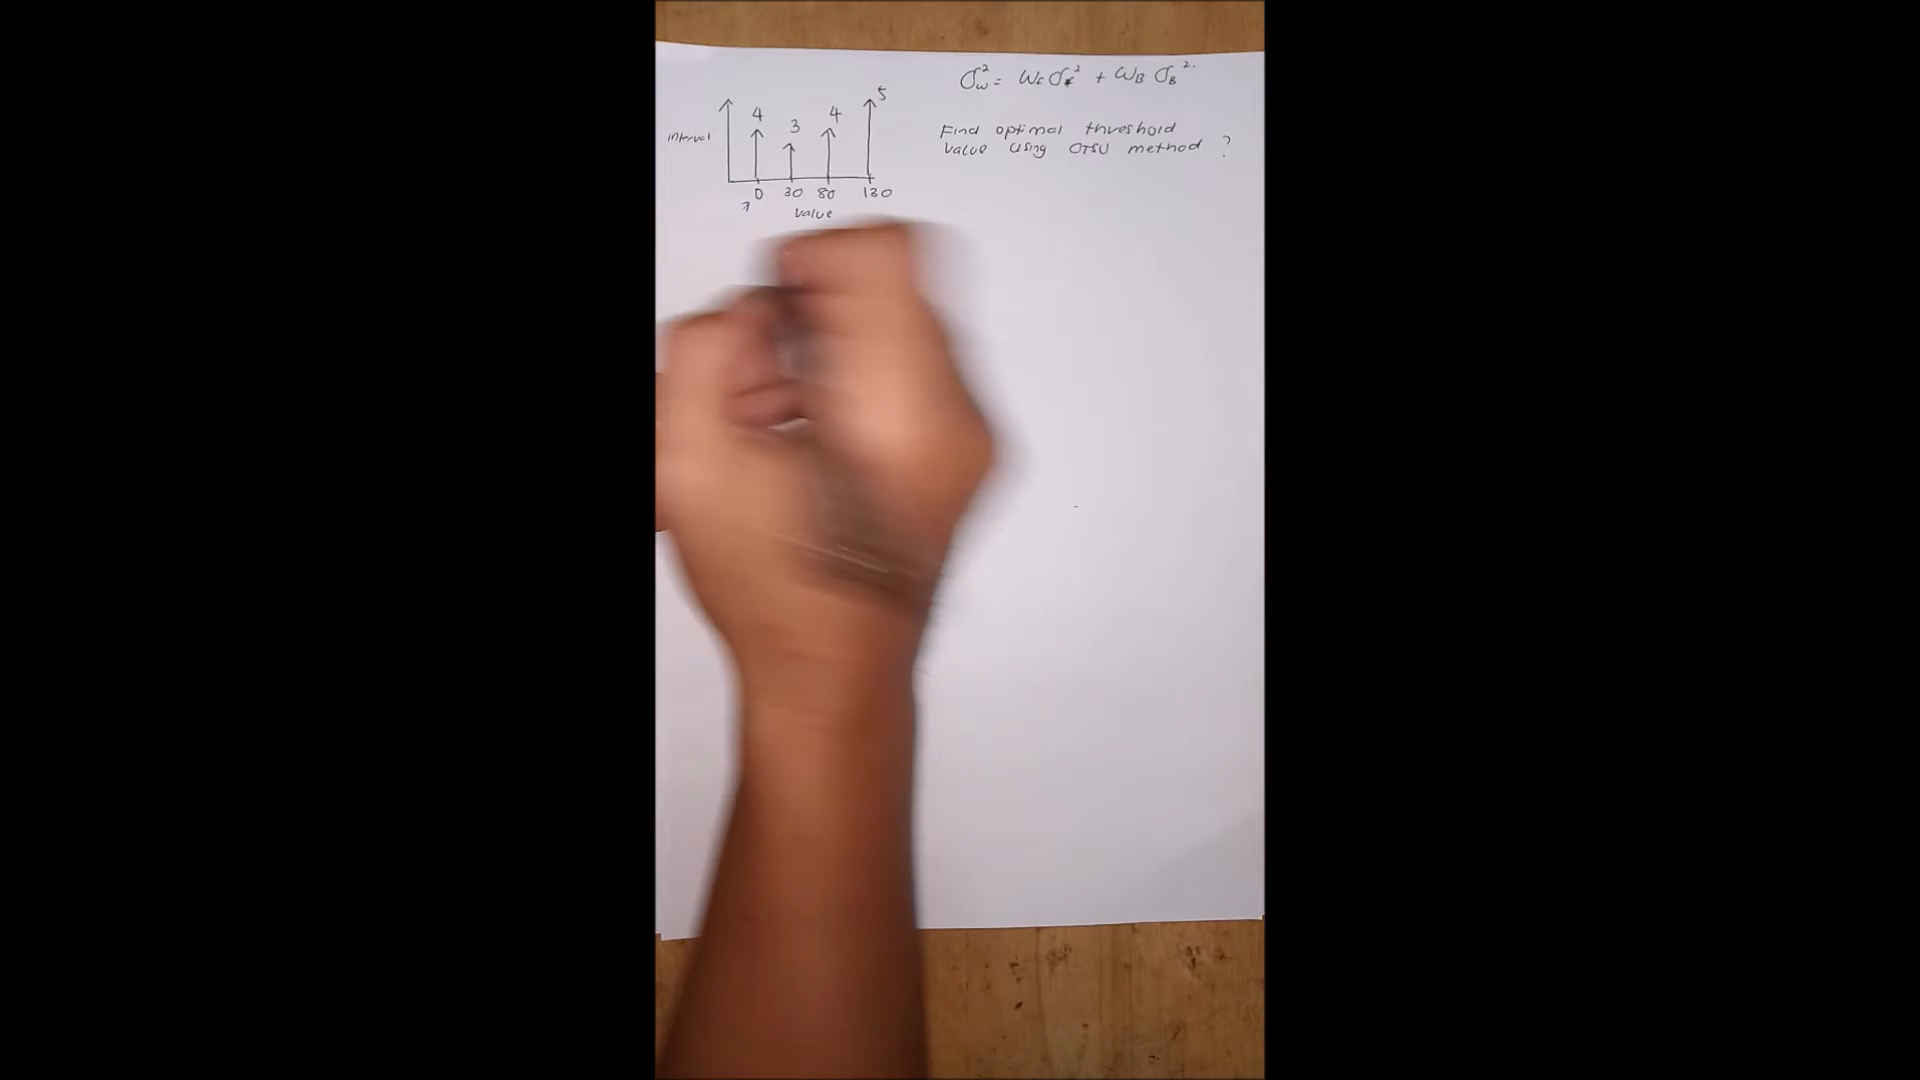 σw² = WF σF² + WB σB²
5
4
4
3
interval
Find optimal threshold
value using OTSU method ?
0 30 80 130
value